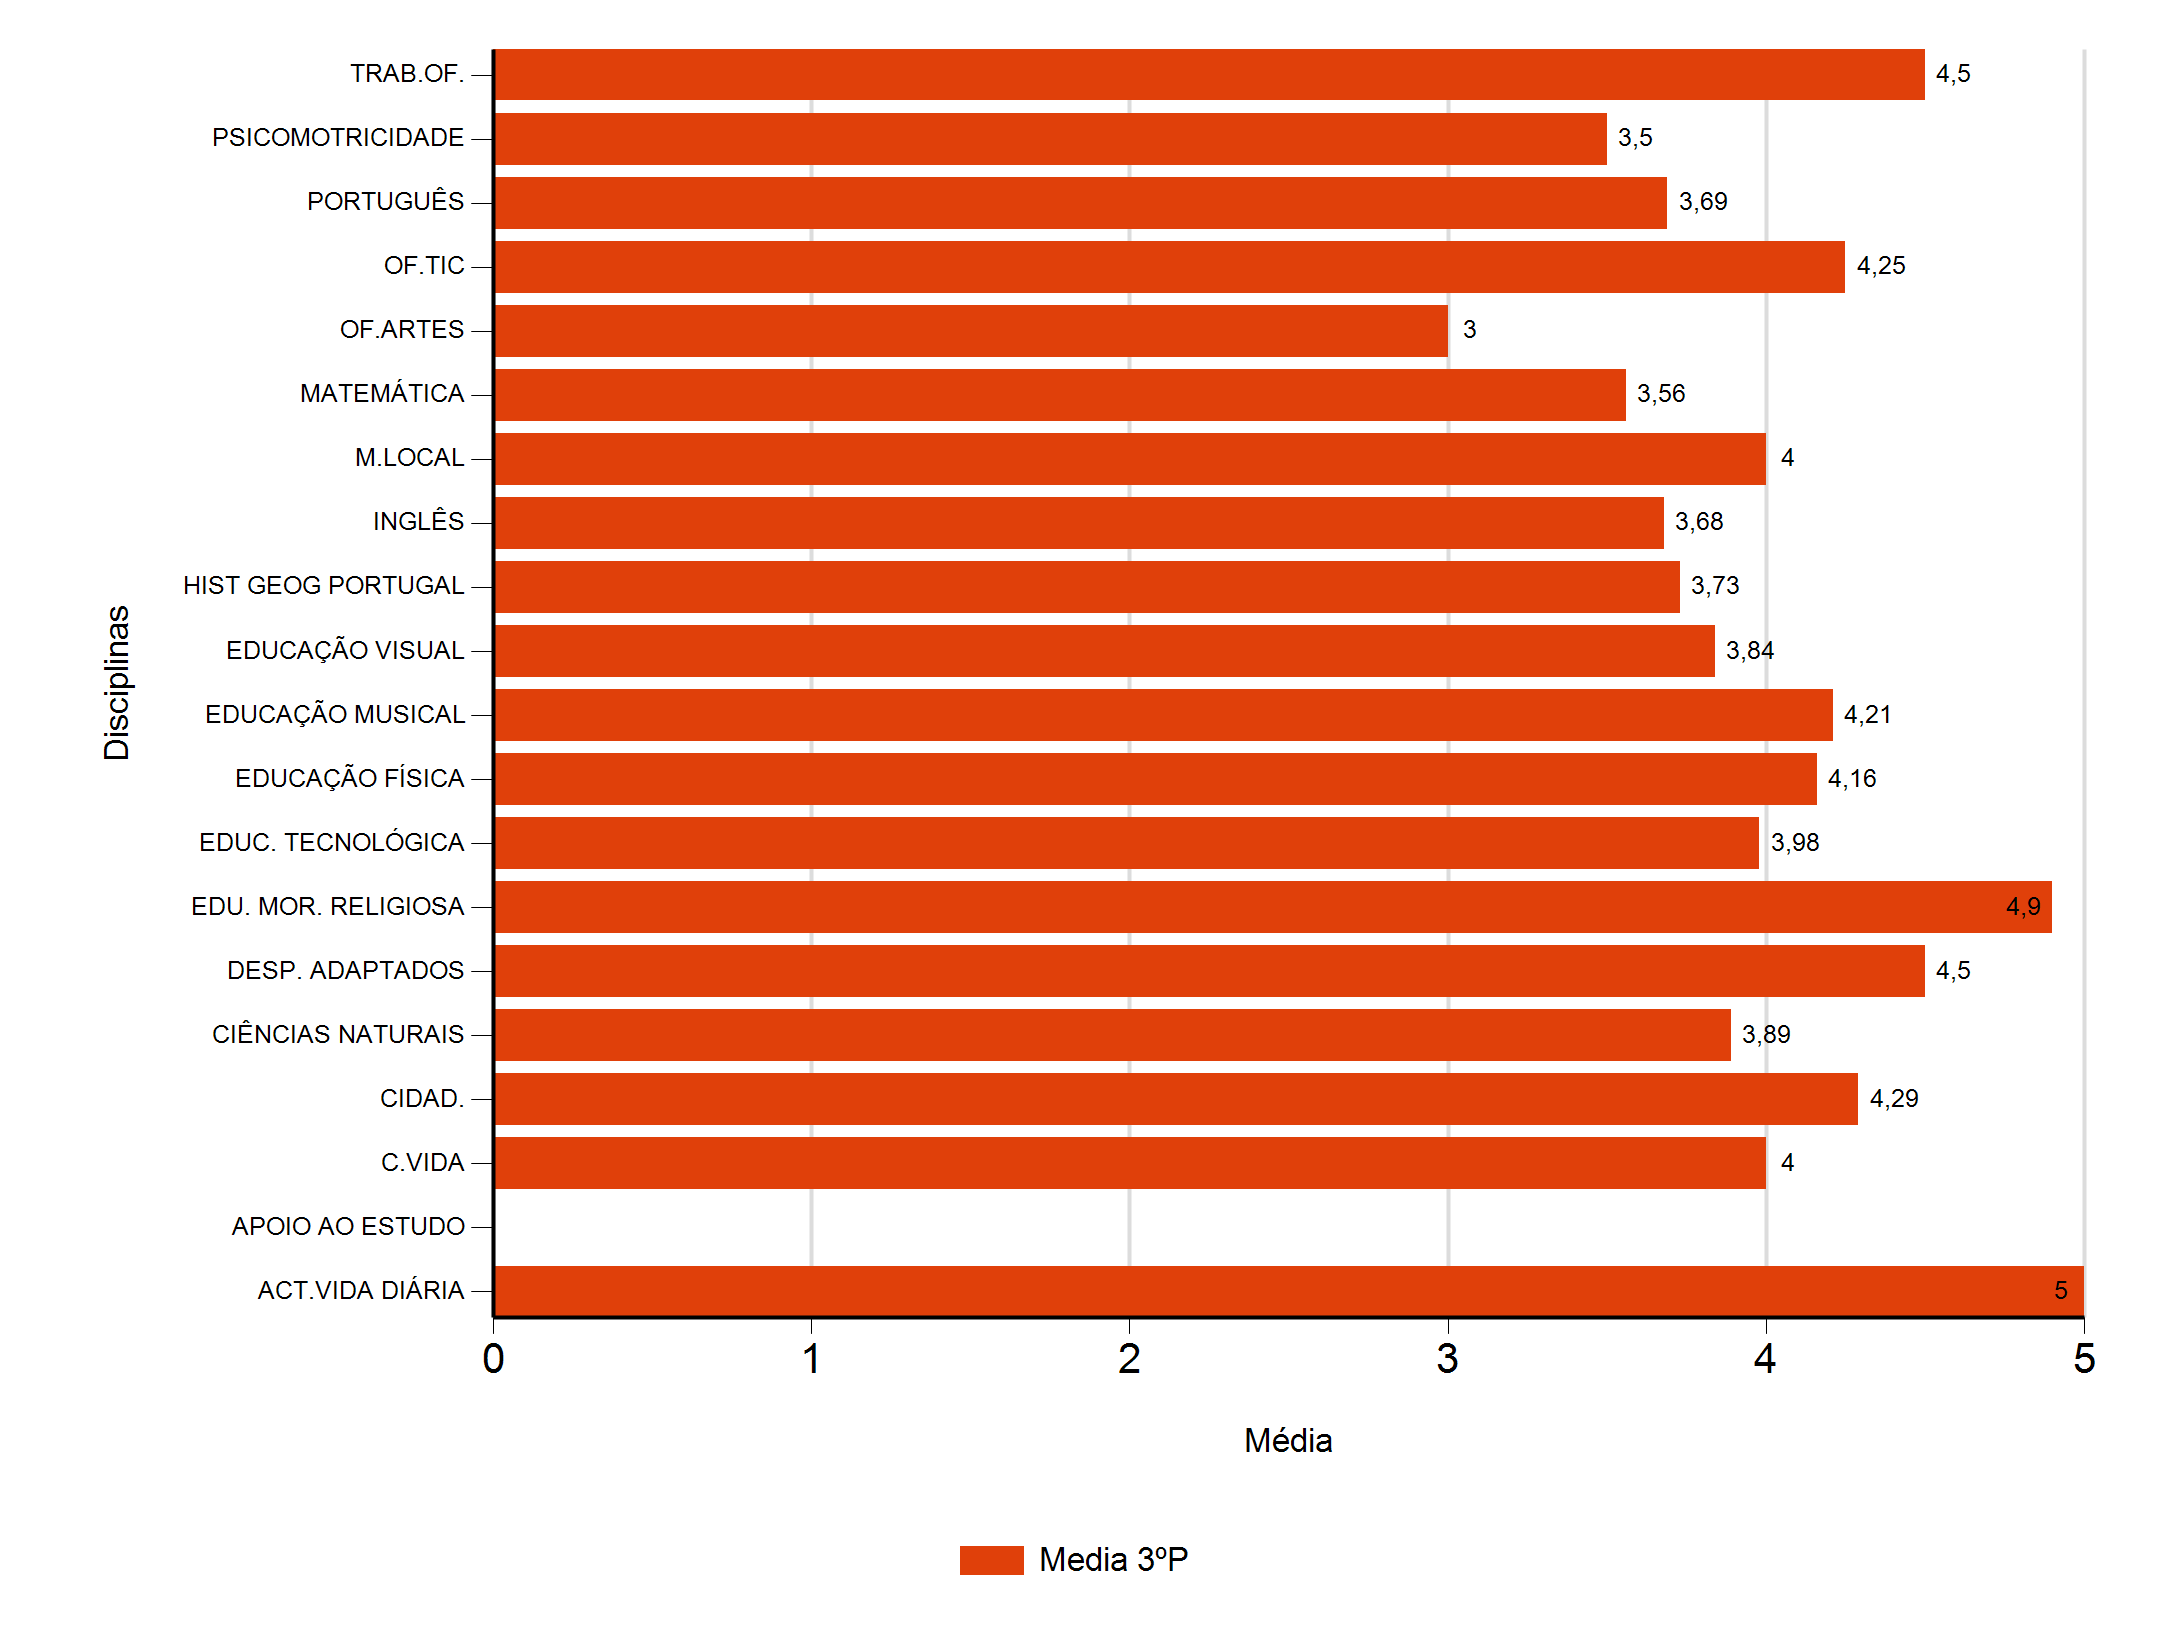 TRAB.OF. 4,5
PSICOMOTRICIDADE 3,5
PORTUGUÊS 3,69
OF.TIC 4,25
OF.ARTES 3
MATEMÁTICA 3,56
M.LOCAL 4
INGLÊS 3,68
HIST GEOG PORTUGAL 3,73
EDUCAÇÃO VISUAL 3,84
EDUCAÇÃO MUSICAL 4,21
EDUCAÇÃO FÍSICA 4,16
EDUC. TECNOLÓGICA 3,98
EDU. MOR. RELIGIOSA 4,9
DESP. ADAPTADOS 4,5
CIÊNCIAS NATURAIS 3,89
CIDAD. 4,29
C.VIDA 4
APOIO AO ESTUDO
ACT.VIDA DIÁRIA 5
Disciplinas
0 1 2 3 4 5
Média
Media 3ºP